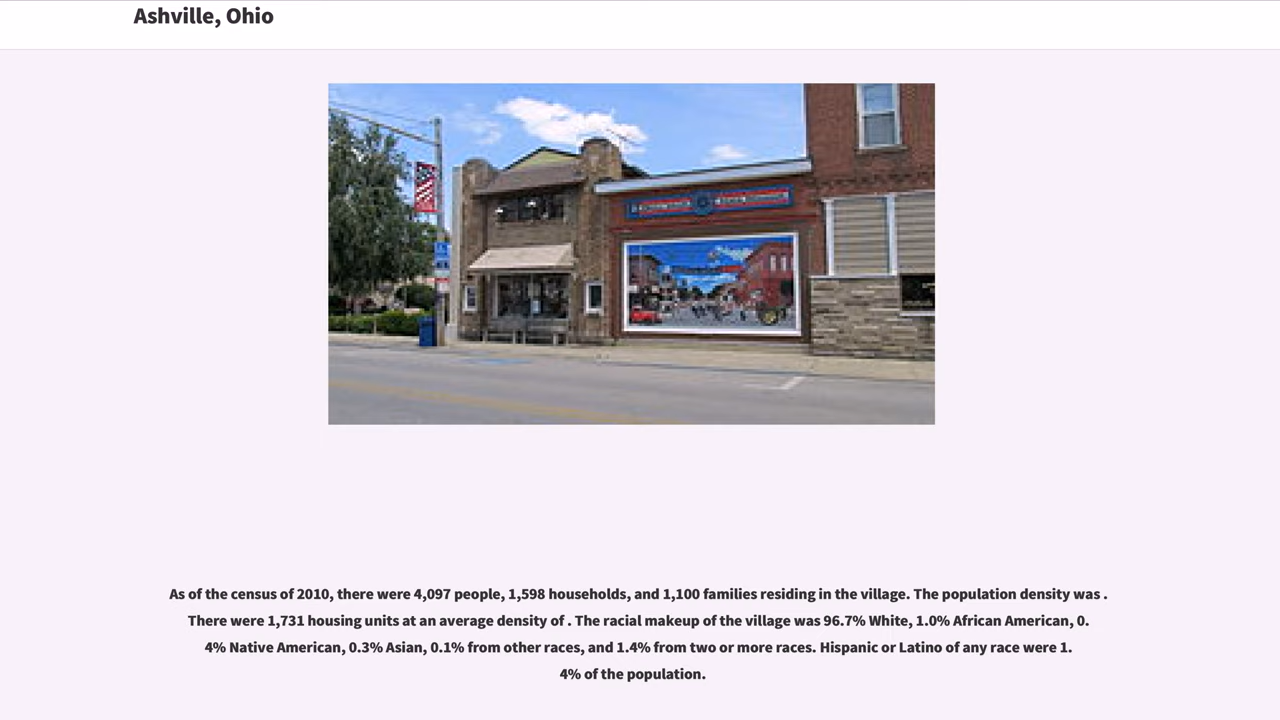 Ashville, Ohio
As of the census of 2010, there were 4,097 people, 1,598 households, and 1,100 families residing in the village. The population density was .
There were 1,731 housing units at an average density of . The racial makeup of the village was 96.7% White, 1.0% African American, 0.
4% Native American, 0.3% Asian, 0.1% from other races, and 1.4% from two or more races. Hispanic or Latino of any race were 1.
4% of the population.